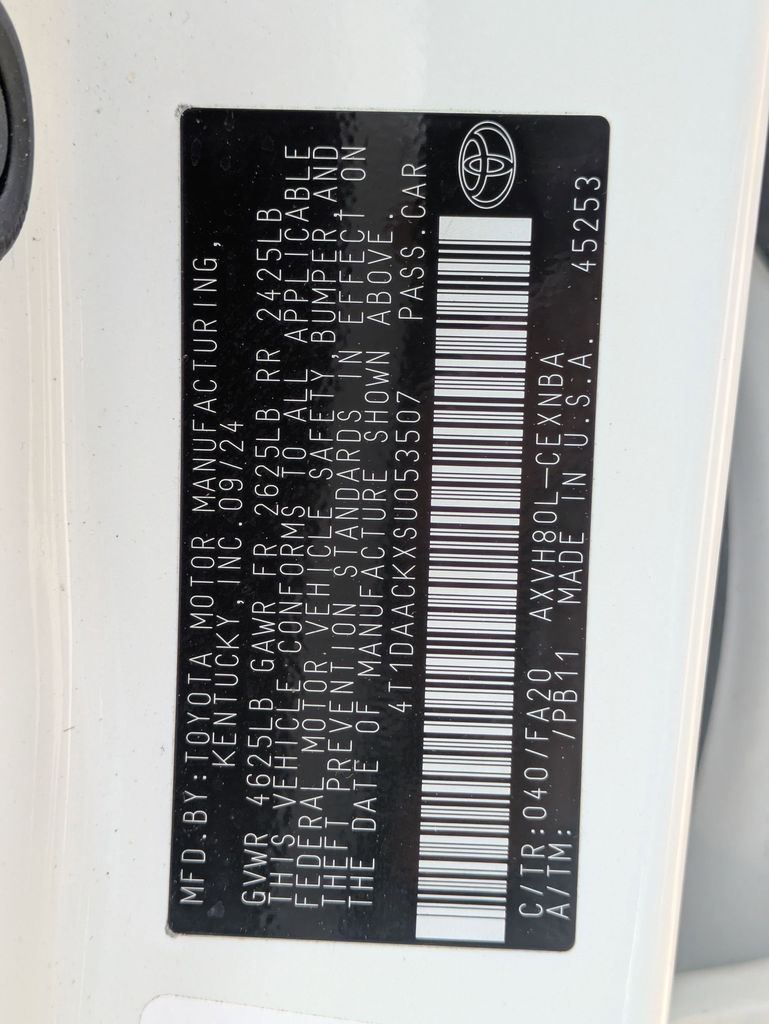 MFD.BY:TOYOTA MOTOR MANUFACTURING,
KENTUCKY,INC.09/24
GVWR 4625LB GAWR FR 2625LB RR 2425LB
THIS VEHICLE CONFORMS TO ALL APPLICABLE
FEDERAL MOTOR VEHICLE SAFETY, BUMPER, AND
THEFT PREVENTION STANDARDS IN EFFECT ON
THE DATE OF MANUFACTURE SHOWN ABOVE.
4T1DAACKXSU053507 PASS.CAR
C/TR:040/FA20 AXVH80L-CEXNBA
A/TM: /PB11 MADE IN U.S.A. 45253